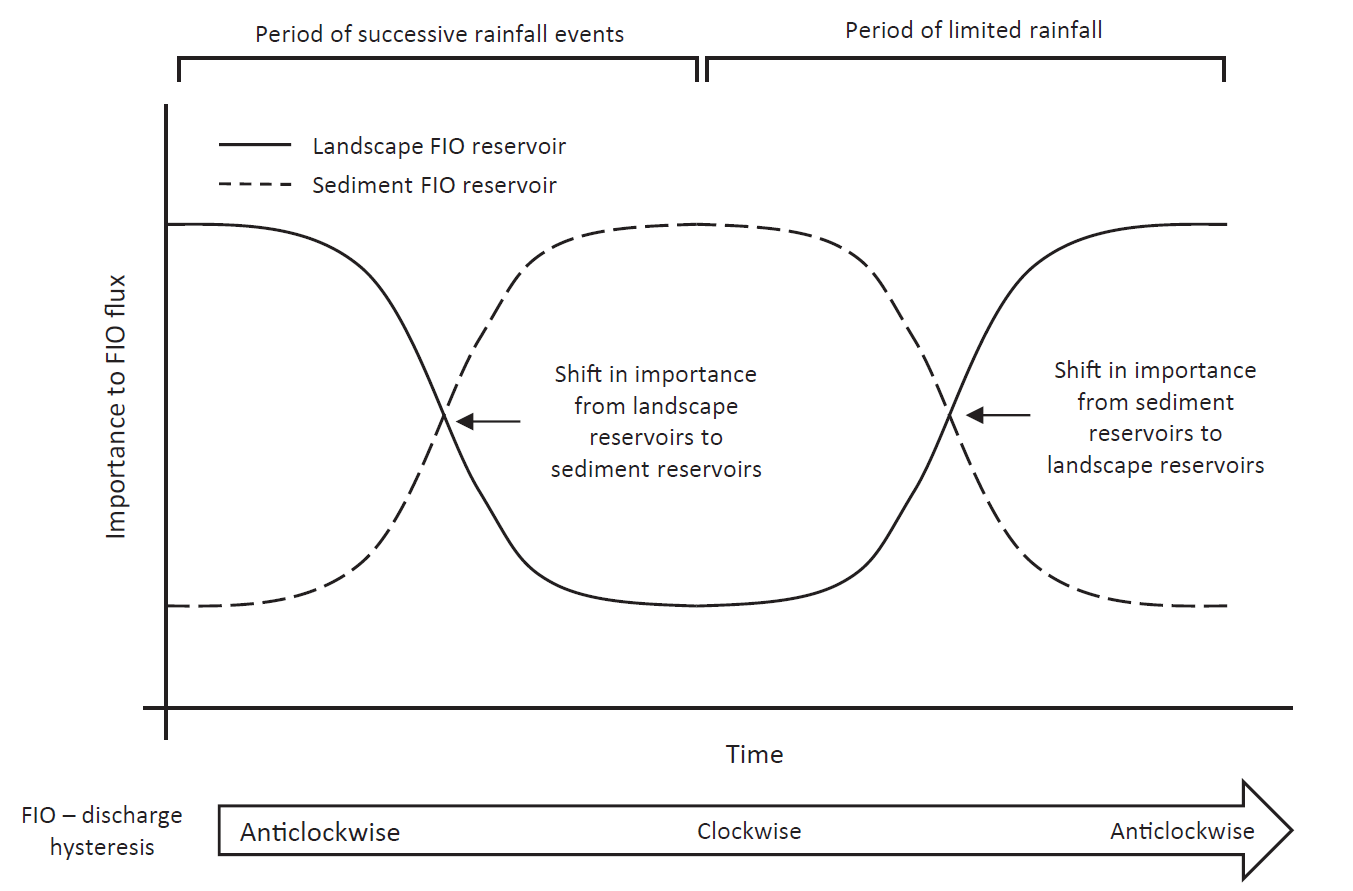 Period of successive rainfall events
Period of limited rainfall
Landscape FIO reservoir
Sediment FIO reservoir
Importance to FIO flux
Shift in importance
from landscape
reservoirs to
sediment reservoirs
Shift in importance
from sediment
reservoirs to
landscape reservoirs
Time
FIO – discharge
hysteresis
Anticlockwise
Clockwise
Anticlockwise